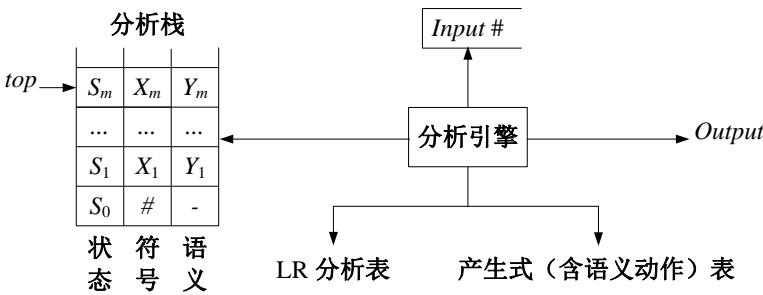 分析栈
Input #
top
Sm Xm Ym
... ... ...
S1 X1 Y1
S0 # -
分析引擎
Output
状态 符号 语义
LR 分析表
产生式（含语义动作）表